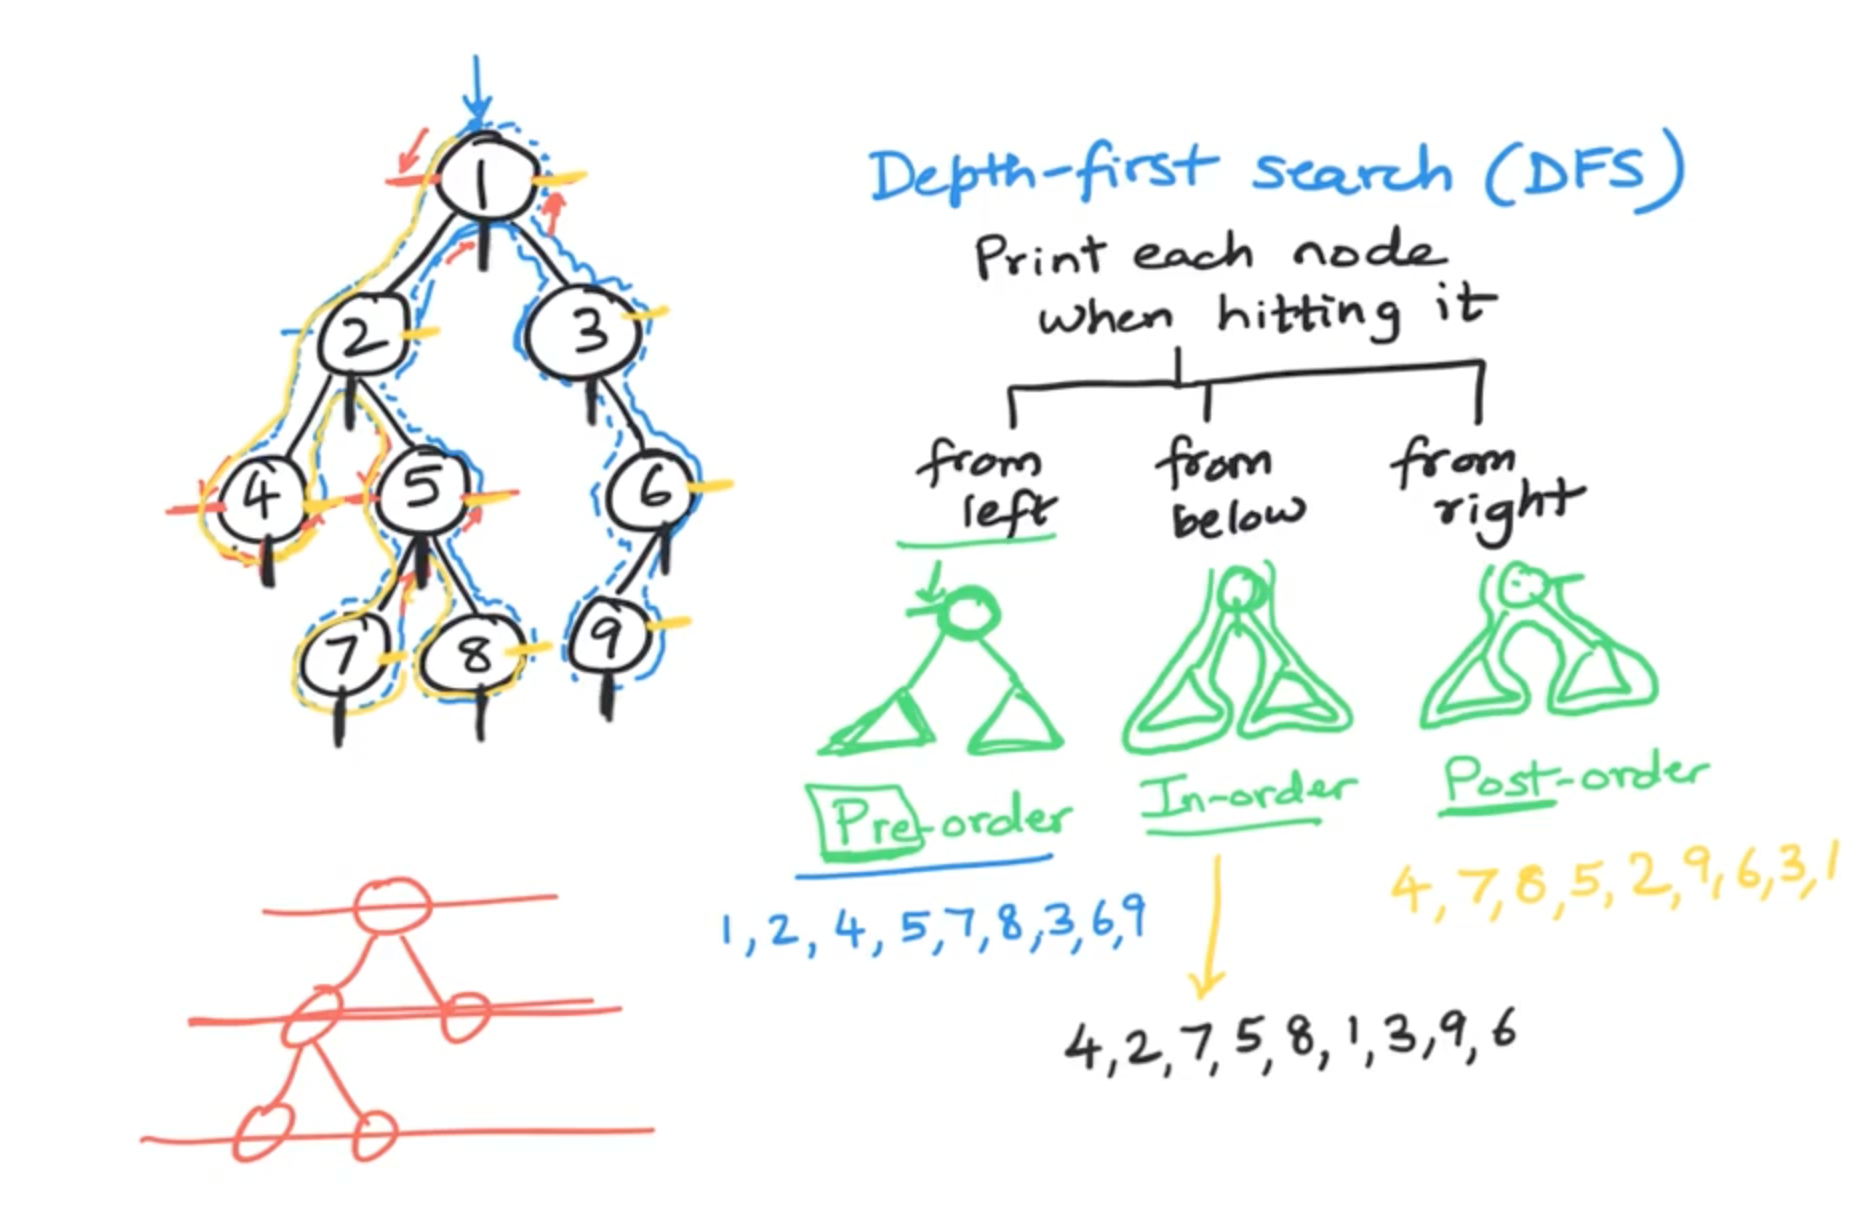 1
2
3
4
5
6
7
8
9
Depth-first search (DFS)
Print each node
when hitting it
from
left
from
below
from
right
Pre-order
In-order
Post-order
1, 2, 4, 5, 7, 8, 3, 6, 9
4, 7, 8, 5, 2, 9, 6, 3, 1
4, 2, 7, 5, 8, 1, 3, 9, 6